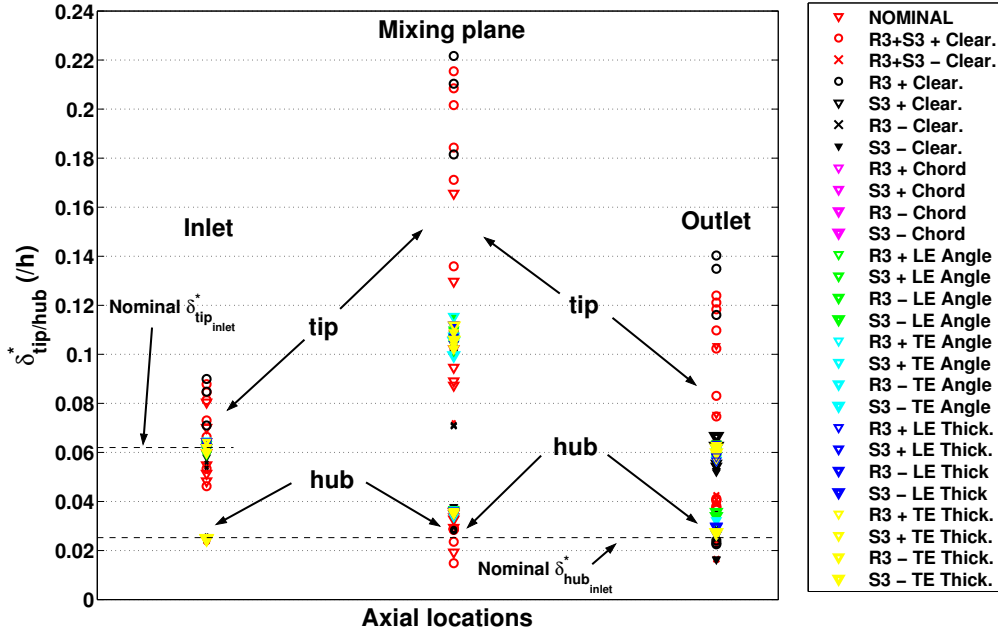 0.24
0.22
0.2
0.18
0.16
0.14
0.12
0.1
0.08
0.06
0.04
0.02
0
δ*tip/hub (/h)
Mixing plane
Inlet
Outlet
Nominal δ*tip inlet
tip
tip
hub
hub
Nominal δ*hub inlet
Axial locations
NOMINAL
R3+S3 + Clear.
R3+S3 − Clear.
R3 + Clear.
S3 + Clear.
R3 − Clear.
S3 − Clear.
R3 + Chord
S3 + Chord
R3 − Chord
S3 − Chord
R3 + LE Angle
S3 + LE Angle
R3 − LE Angle
S3 − LE Angle
R3 + TE Angle
S3 + TE Angle
R3 − TE Angle
S3 − TE Angle
R3 + LE Thick.
S3 + LE Thick.
R3 − LE Thick
S3 − LE Thick
R3 + TE Thick.
S3 + TE Thick.
R3 − TE Thick.
S3 − TE Thick.